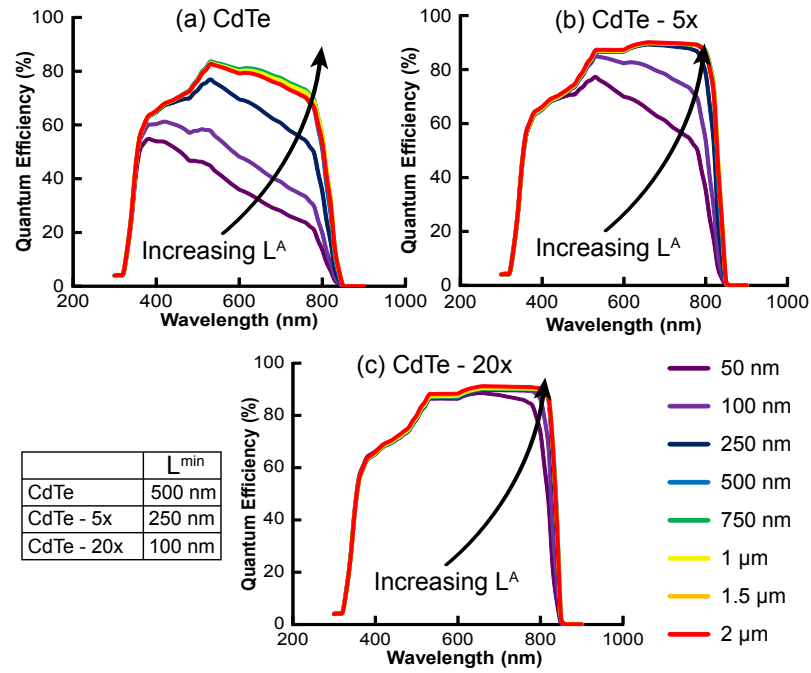 (a) CdTe
Quantum Efficiency (%)
100
80
60
40
20
0
200
400
600
800
1000
Wavelength (nm)
Increasing Lᴬ
(b) CdTe - 5x
Quantum Efficiency (%)
100
80
60
40
20
0
200
400
600
800
1000
Wavelength (nm)
Increasing Lᴬ
(c) CdTe - 20x
Quantum Efficiency (%)
100
80
60
40
20
0
200
400
600
800
1000
Wavelength (nm)
Increasing Lᴬ
50 nm
100 nm
250 nm
500 nm
750 nm
1 µm
1.5 µm
2 µm
Lᵐⁱⁿ
CdTe 500 nm
CdTe - 5x 250 nm
CdTe - 20x 100 nm